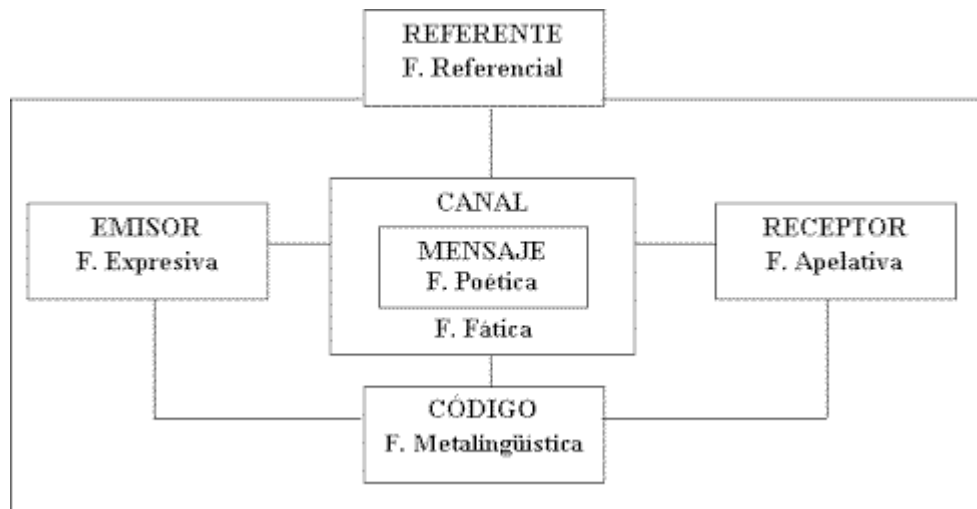 REFERENTE
F. Referencial
CANAL
EMISOR
F. Expresiva
MENSAJE
F. Poética
RECEPTOR
F. Apelativa
F. Fática
CÓDIGO
F. Metalingüística